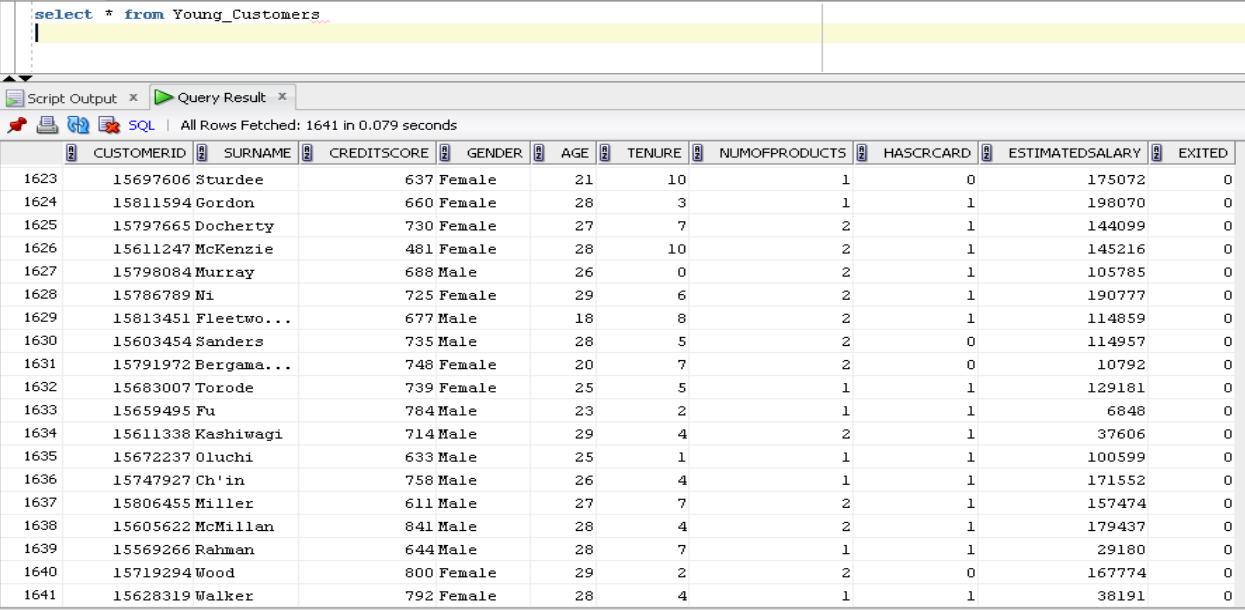 select * from Young_Customers
Script Output × Query Result ×
SQL | All Rows Fetched: 1641 in 0.079 seconds
CUSTOMERID SURNAME CREDITSCORE GENDER AGE TENURE NUMOFPRODUCTS HASCRCARD ESTIMATEDSALARY EXITED
1623 15697606 Sturdee 637 Female 21 10 1 0 175072 0
1624 15811594 Gordon 660 Female 28 3 1 1 198070 0
1625 15797665 Docherty 730 Female 27 7 2 1 144099 0
1626 15611247 McKenzie 481 Female 28 10 2 1 145216 0
1627 15798084 Murray 688 Male 26 0 2 1 105785 0
1628 15786789 Ni 725 Female 29 6 2 1 190777 0
1629 15813451 Fleetwo... 677 Male 18 8 2 1 114859 0
1630 15603454 Sanders 735 Male 28 5 2 0 114957 0
1631 15791972 Bergama... 748 Female 20 7 2 0 10792 0
1632 15683007 Torode 739 Female 25 5 1 1 129181 0
1633 15659495 Fu 784 Male 23 2 1 1 6848 0
1634 15611338 Kashiwagi 714 Male 29 4 2 1 37606 0
1635 15672237 Oluchi 633 Male 25 1 1 1 100599 0
1636 15747927 Ch'in 758 Male 26 4 1 1 171552 0
1637 15806455 Miller 611 Male 27 7 2 1 157474 0
1638 15605622 McMillan 841 Male 28 4 2 1 179437 0
1639 15569266 Rahman 644 Male 28 7 1 1 29180 0
1640 15719294 Wood 800 Female 29 2 2 0 167774 0
1641 15628319 Walker 792 Female 28 4 1 1 38191 0